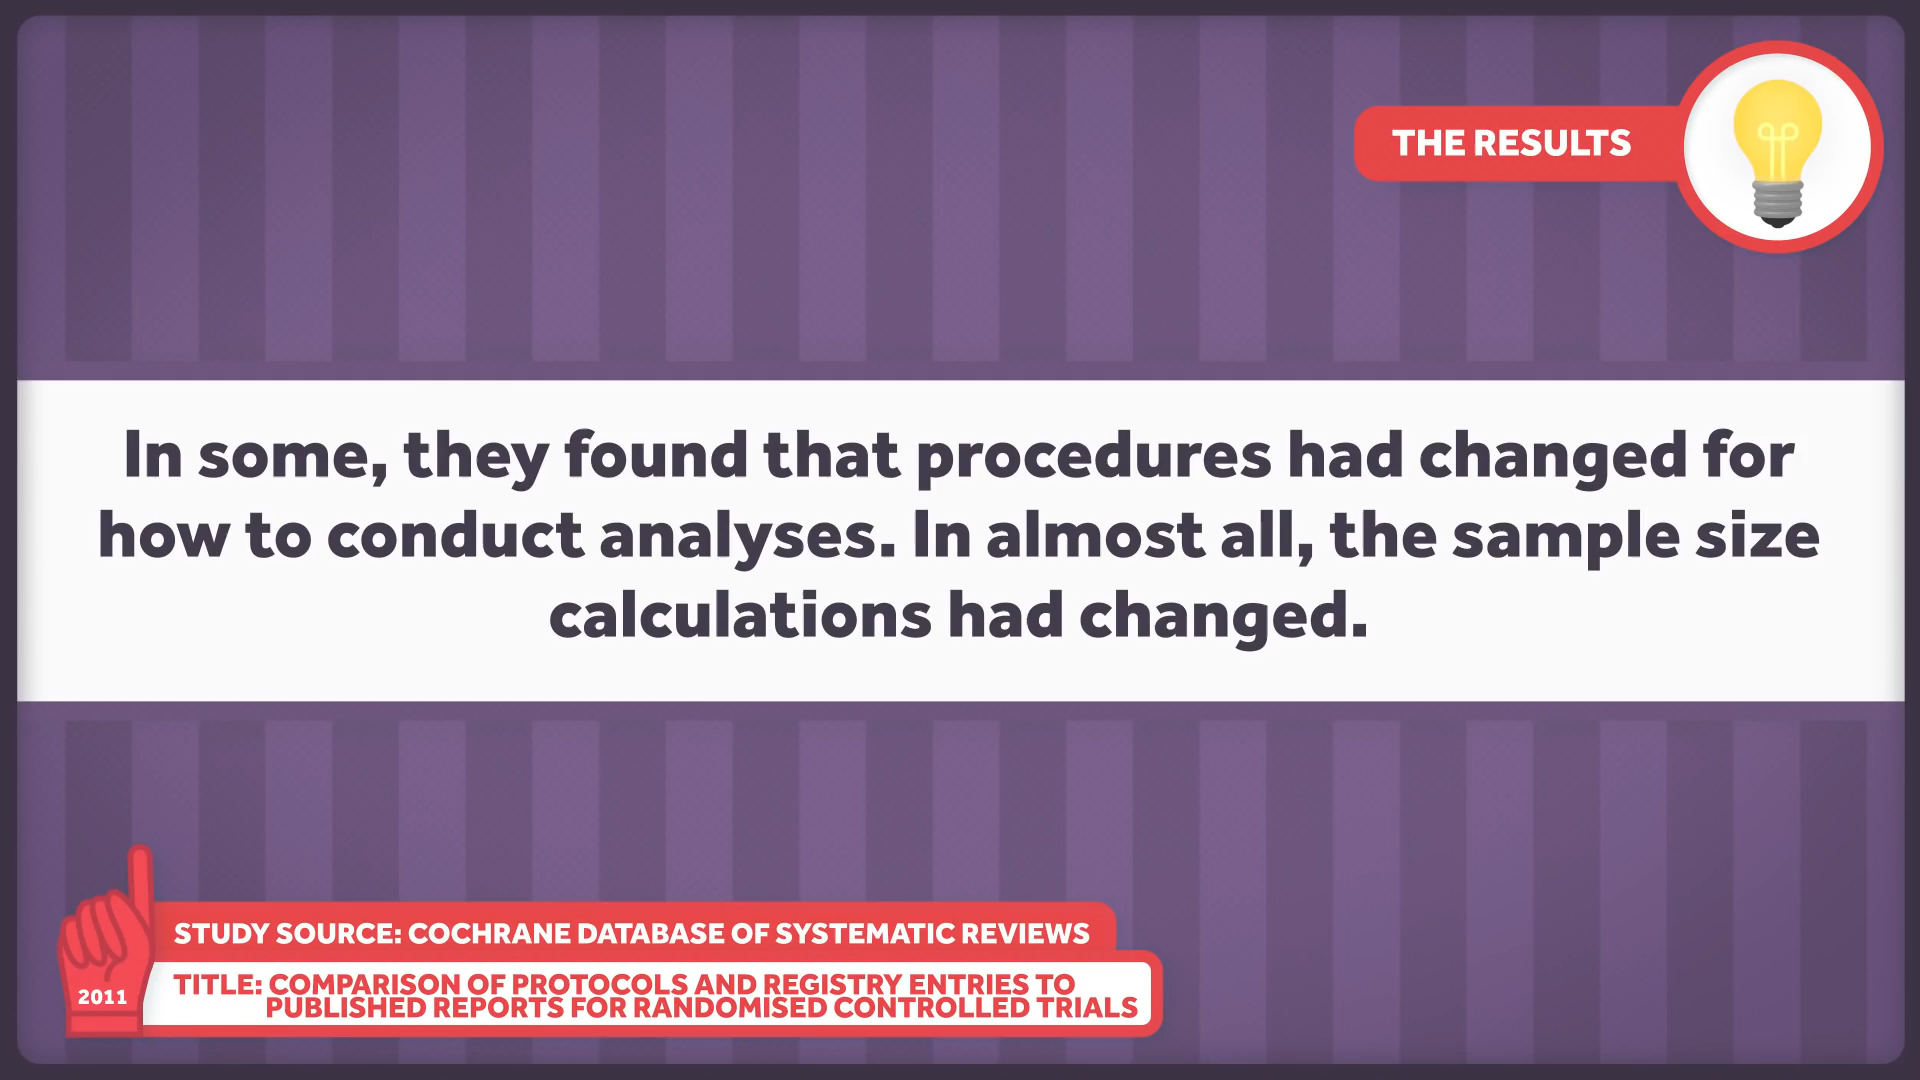 THE RESULTS
In some, they found that procedures had changed for
how to conduct analyses. In almost all, the sample size
calculations had changed.
STUDY SOURCE: COCHRANE DATABASE OF SYSTEMATIC REVIEWS
2011
TITLE: COMPARISON OF PROTOCOLS AND REGISTRY ENTRIES TO
PUBLISHED REPORTS FOR RANDOMISED CONTROLLED TRIALS